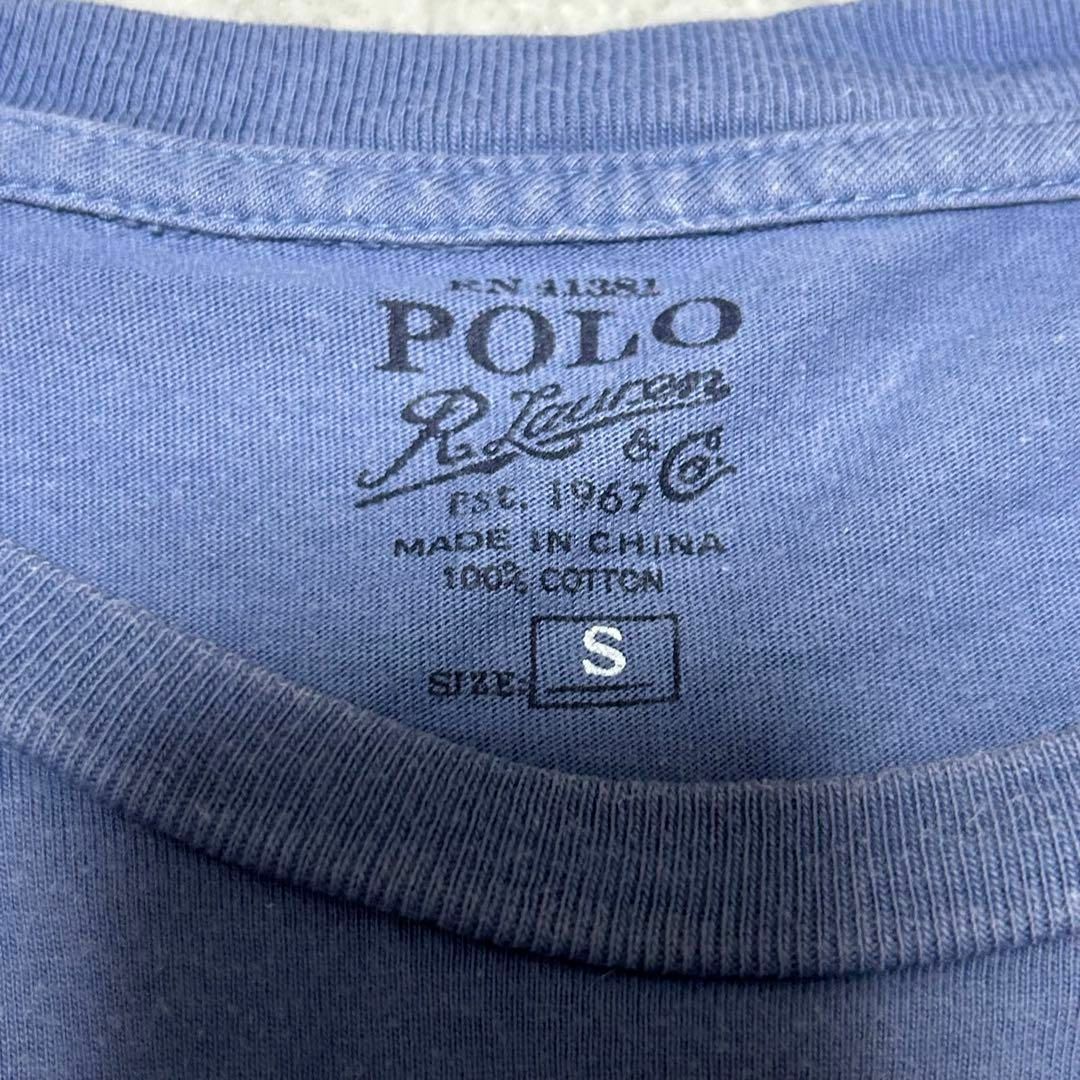 RN 41381
POLO
R. Lauren
& Co.
EST. 1967
MADE IN CHINA
100% COTTON
SIZE: S